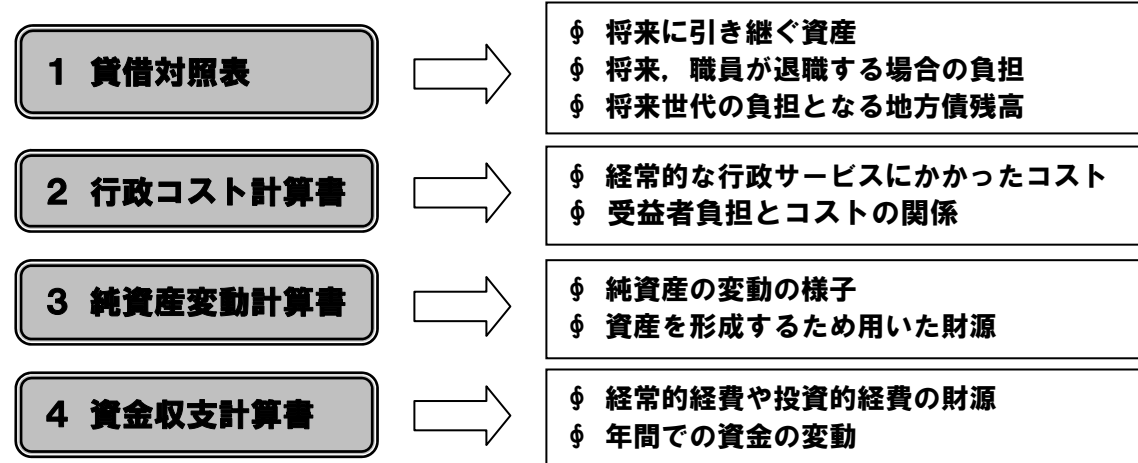 1 貸借対照表
∮ 将来に引き継ぐ資産
∮ 将来，職員が退職する場合の負担
∮ 将来世代の負担となる地方債残高
2 行政コスト計算書
∮ 経常的な行政サービスにかかったコスト
∮ 受益者負担とコストの関係
3 純資産変動計算書
∮ 純資産の変動の様子
∮ 資産を形成するため用いた財源
4 資金収支計算書
∮ 経常的経費や投資的経費の財源
∮ 年間での資金の変動